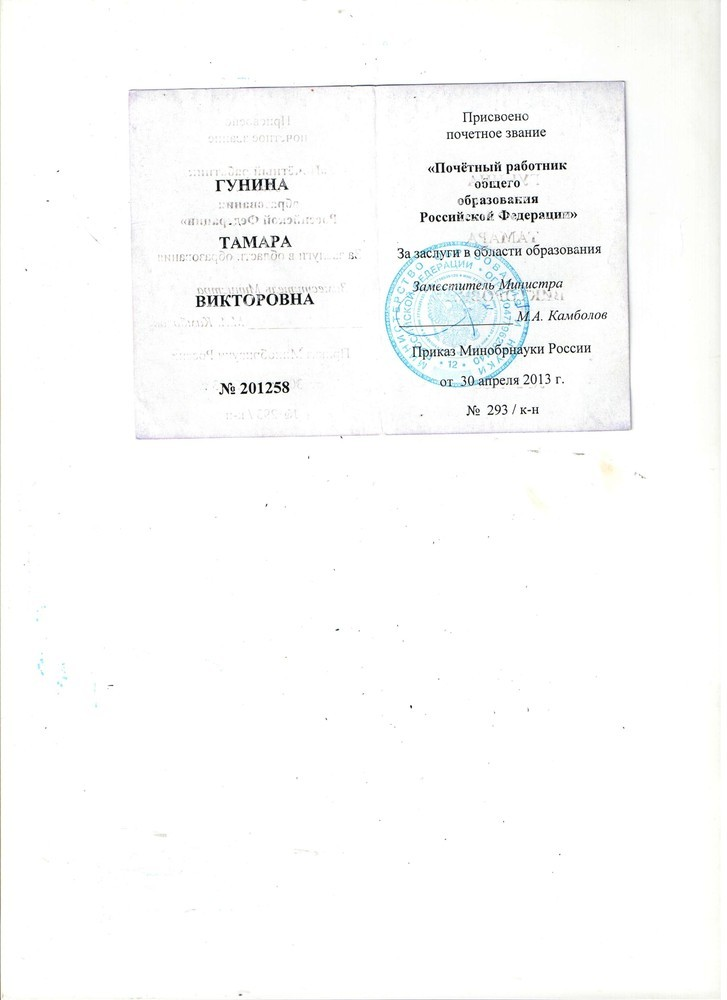 ГУНИНА
ТАМАРА
ВИКТОРОВНА
№ 201258
Присвоено
почетное звание
«Почётный работник
общего
образования
Российской Федерации»
За заслуги в области образования
Заместитель Министра
М.А. Камболов
Приказ Минобрнауки России
от 30 апреля 2013 г.
№ 293 / к-н